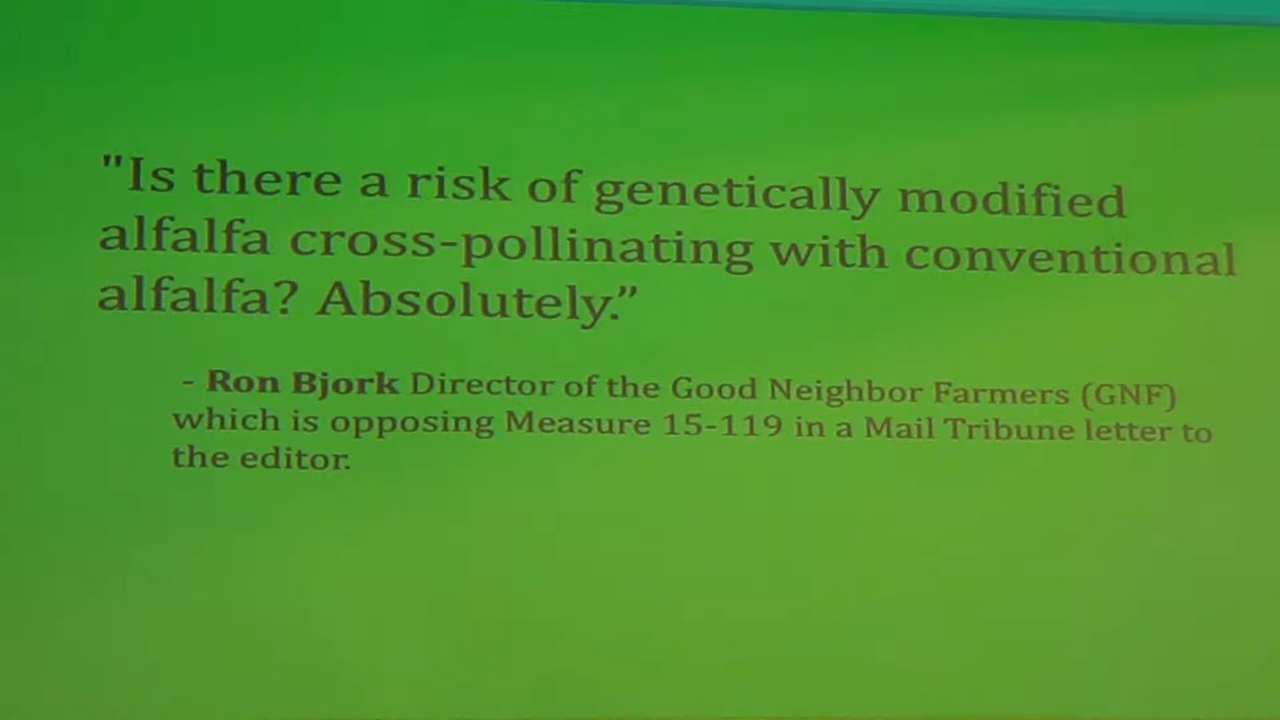 "Is there a risk of genetically modified
alfalfa cross-pollinating with conventional
alfalfa? Absolutely.”
- Ron Bjork Director of the Good Neighbor Farmers (GNF)
which is opposing Measure 15-119 in a Mail Tribune letter to
the editor.